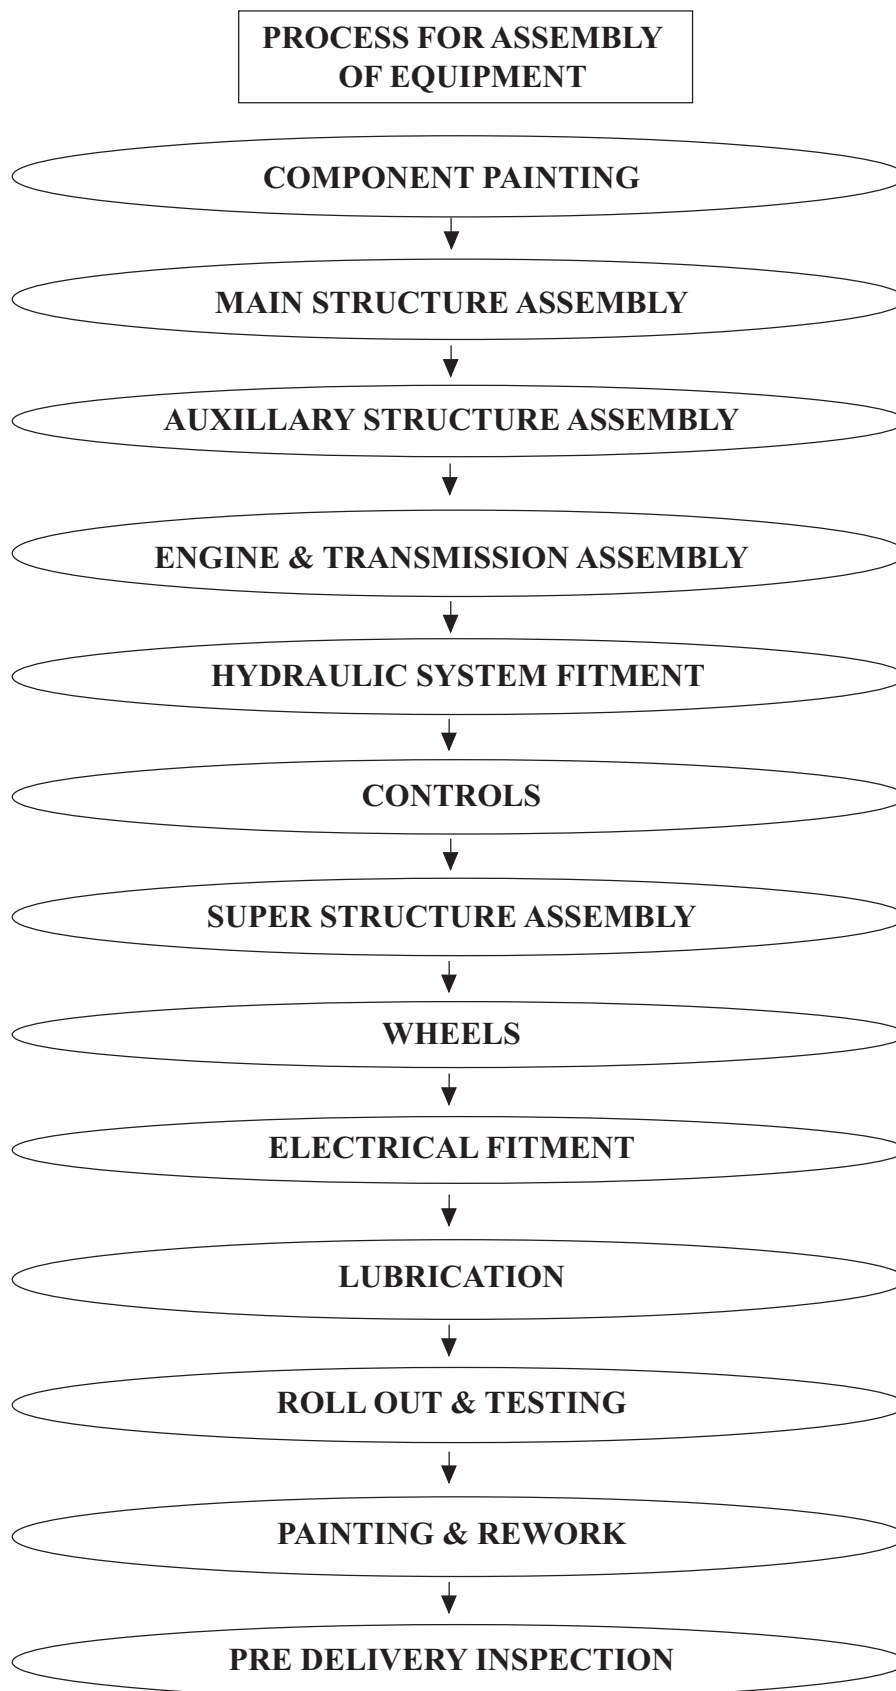 PROCESS FOR ASSEMBLY
OF EQUIPMENT
COMPONENT PAINTING
MAIN STRUCTURE ASSEMBLY
AUXILLARY STRUCTURE ASSEMBLY
ENGINE & TRANSMISSION ASSEMBLY
HYDRAULIC SYSTEM FITMENT
CONTROLS
SUPER STRUCTURE ASSEMBLY
WHEELS
ELECTRICAL FITMENT
LUBRICATION
ROLL OUT & TESTING
PAINTING & REWORK
PRE DELIVERY INSPECTION